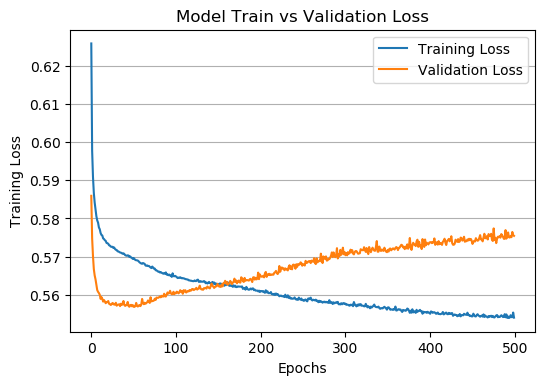 Model Train vs Validation Loss
Training Loss
Validation Loss
0.62
0.61
0.60
0.59
0.58
0.57
0.56
Training Loss
0 100 200 300 400 500
Epochs